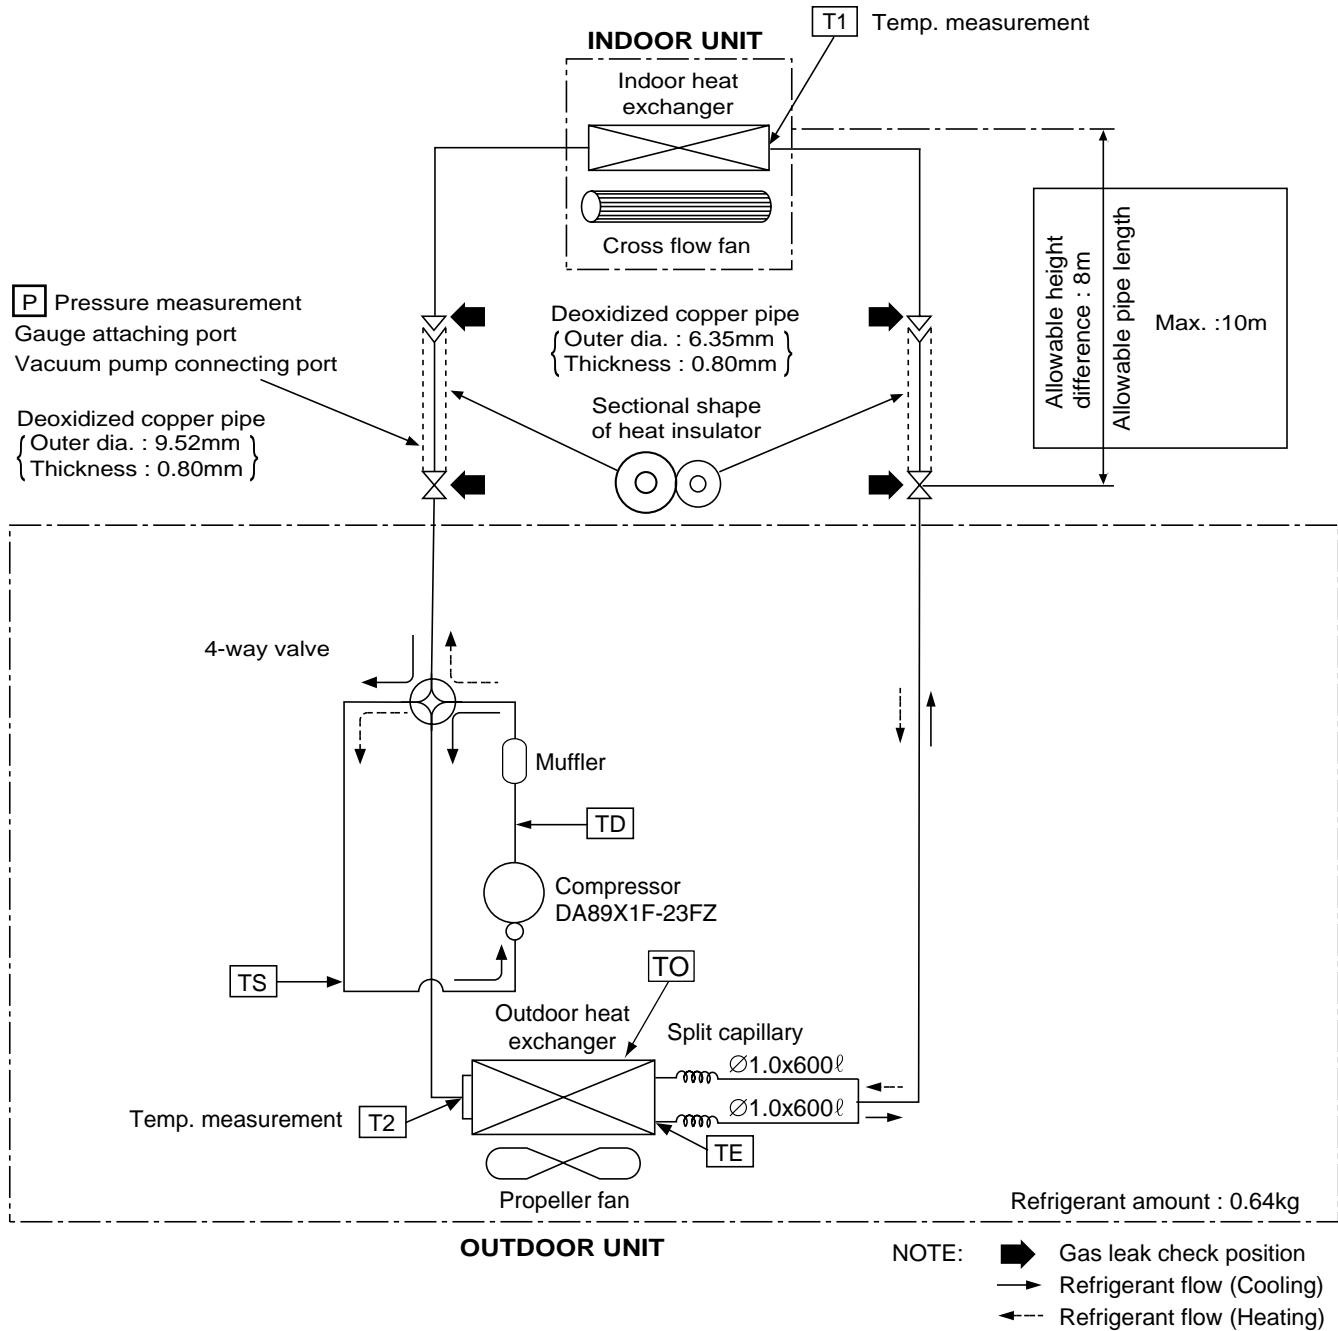 T1 Temp. measurement
INDOOR UNIT
Indoor heat
exchanger
Cross flow fan
P Pressure measurement
Gauge attaching port
Vacuum pump connecting port
Deoxidized copper pipe
Outer dia. : 9.52mm
Thickness : 0.80mm
Deoxidized copper pipe
Outer dia. : 6.35mm
Thickness : 0.80mm
Sectional shape
of heat insulator
Allowable height
difference : 8m
Allowable pipe length
Max. :10m
4-way valve
Muffler
TD
Compressor
DA89X1F-23FZ
TS
TO
Outdoor heat
exchanger
Split capillary
∅1.0x600ℓ
∅1.0x600ℓ
Temp. measurement T2
TE
Propeller fan
Refrigerant amount : 0.64kg
OUTDOOR UNIT
NOTE: Gas leak check position
Refrigerant flow (Cooling)
Refrigerant flow (Heating)